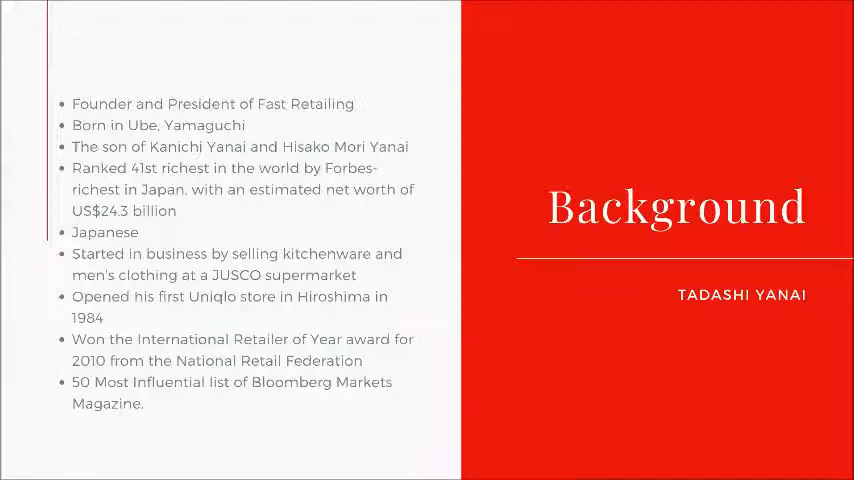 • Founder and President of Fast Retailing
• Born in Ube, Yamaguchi
• The son of Kanichi Yanai and Hisako Mori Yanai
• Ranked 41st richest in the world by Forbes-
richest in Japan, with an estimated net worth of
US$24.3 billion
• Japanese
• Started in business by selling kitchenware and
men's clothing at a JUSCO supermarket
• Opened his first Uniqlo store in Hiroshima in
1984
• Won the International Retailer of Year award for
2010 from the National Retail Federation
• 50 Most Influential list of Bloomberg Markets
Magazine.
Background
TADASHI YANAI